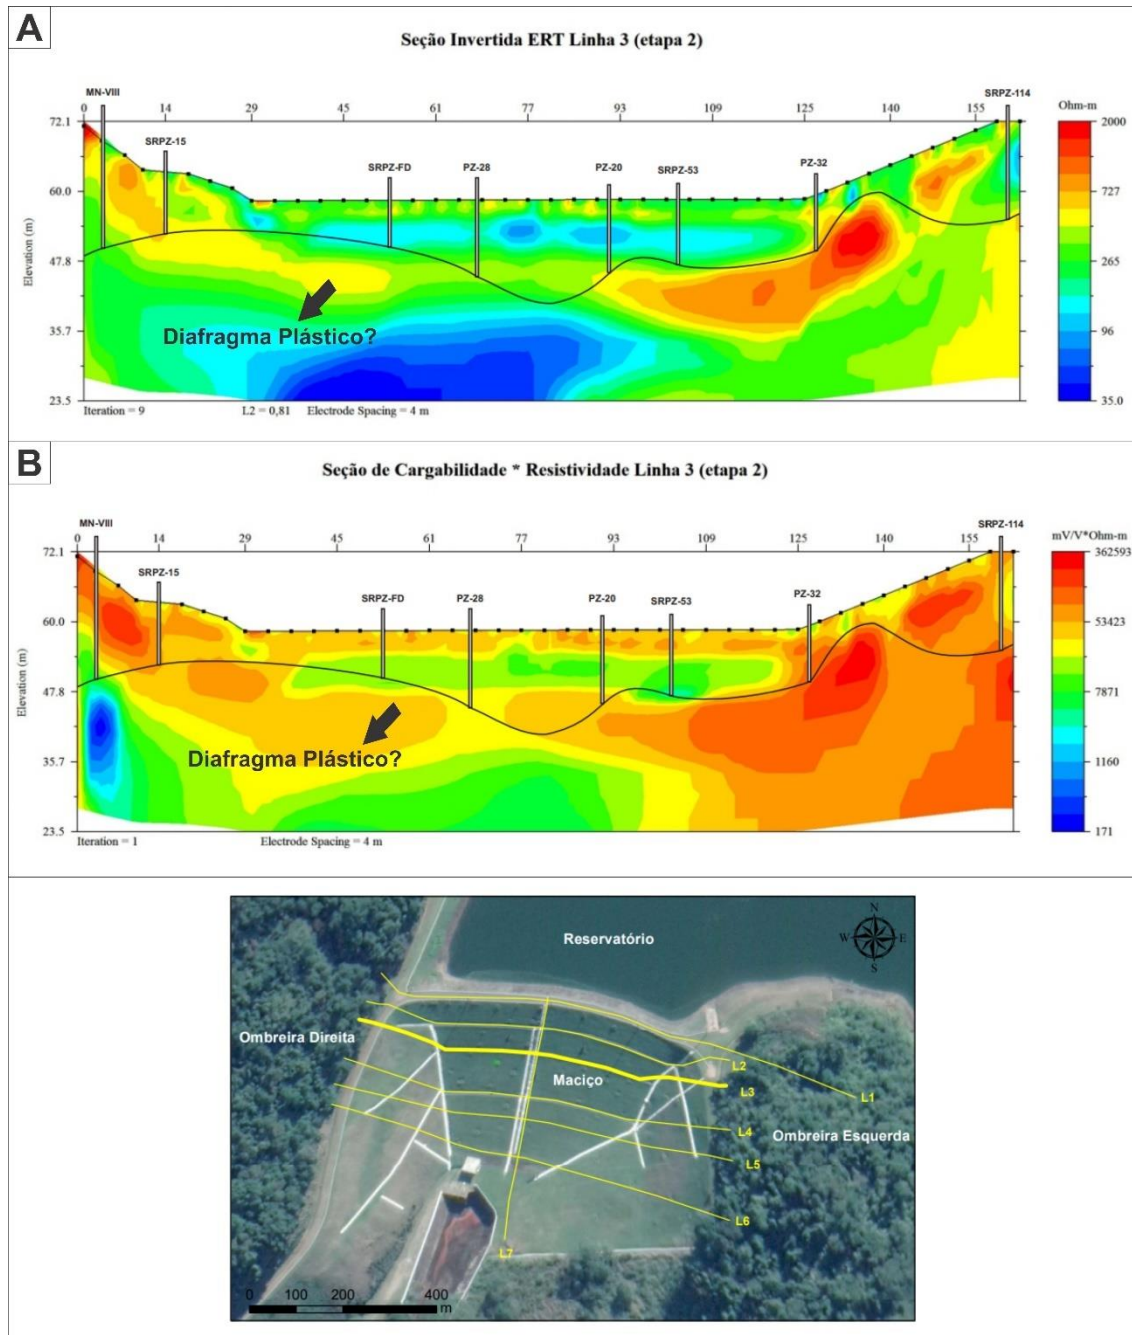 A
Seção Invertida ERT Linha 3 (etapa 2)
MN-VIII
SRPZ-114
0 14 29 45 61 77 93 109 125 140 155
Ohm-m
72.1
2000
SRPZ-15
SRPZ-FD
PZ-28
PZ-20
SRPZ-53
PZ-32
60.0
727
Elevation (m)
47.8
265
35.7
96
Diafragma Plástico?
23.5
35.0
Iteration = 9 L2 = 0,81 Electrode Spacing = 4 m
B
Seção de Cargabilidade * Resistividade Linha 3 (etapa 2)
MN-VIII
SRPZ-114
0 14 29 45 61 77 93 109 125 140 155
mV/V*Ohm-m
72.1
362593
SRPZ-15
SRPZ-FD
PZ-28
PZ-20
SRPZ-53
PZ-32
60.0
53423
Elevation (m)
47.8
7871
35.7
1160
Diafragma Plástico?
23.5
171
Iteration = 1 Electrode Spacing = 4 m
N
W E
S
Reservatório
Ombreira Direita
L2
Maciço
L3
L1
L4
Ombreira Esquerda
L5
L6
L7
0 100 200 400
m